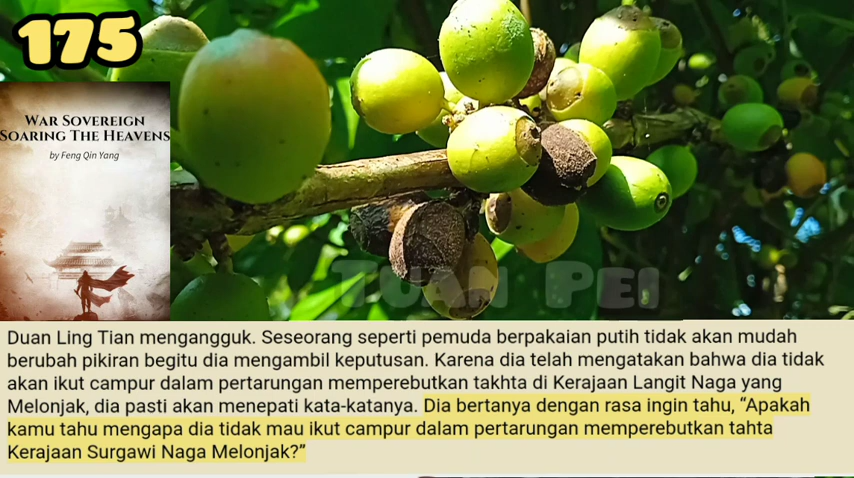 175
WAR SOVEREIGN
SOARING THE HEAVENS
by Feng Qin Yang
TUAN PEI
Duan Ling Tian mengangguk. Seseorang seperti pemuda berpakaian putih tidak akan mudah
berubah pikiran begitu dia mengambil keputusan. Karena dia telah mengatakan bahwa dia tidak
akan ikut campur dalam pertarungan memperebutkan takhta di Kerajaan Langit Naga yang
Melonjak, dia pasti akan menepati kata-katanya. Dia bertanya dengan rasa ingin tahu, “Apakah
kamu tahu mengapa dia tidak mau ikut campur dalam pertarungan memperebutkan tahta
Kerajaan Surgawi Naga Melonjak?”